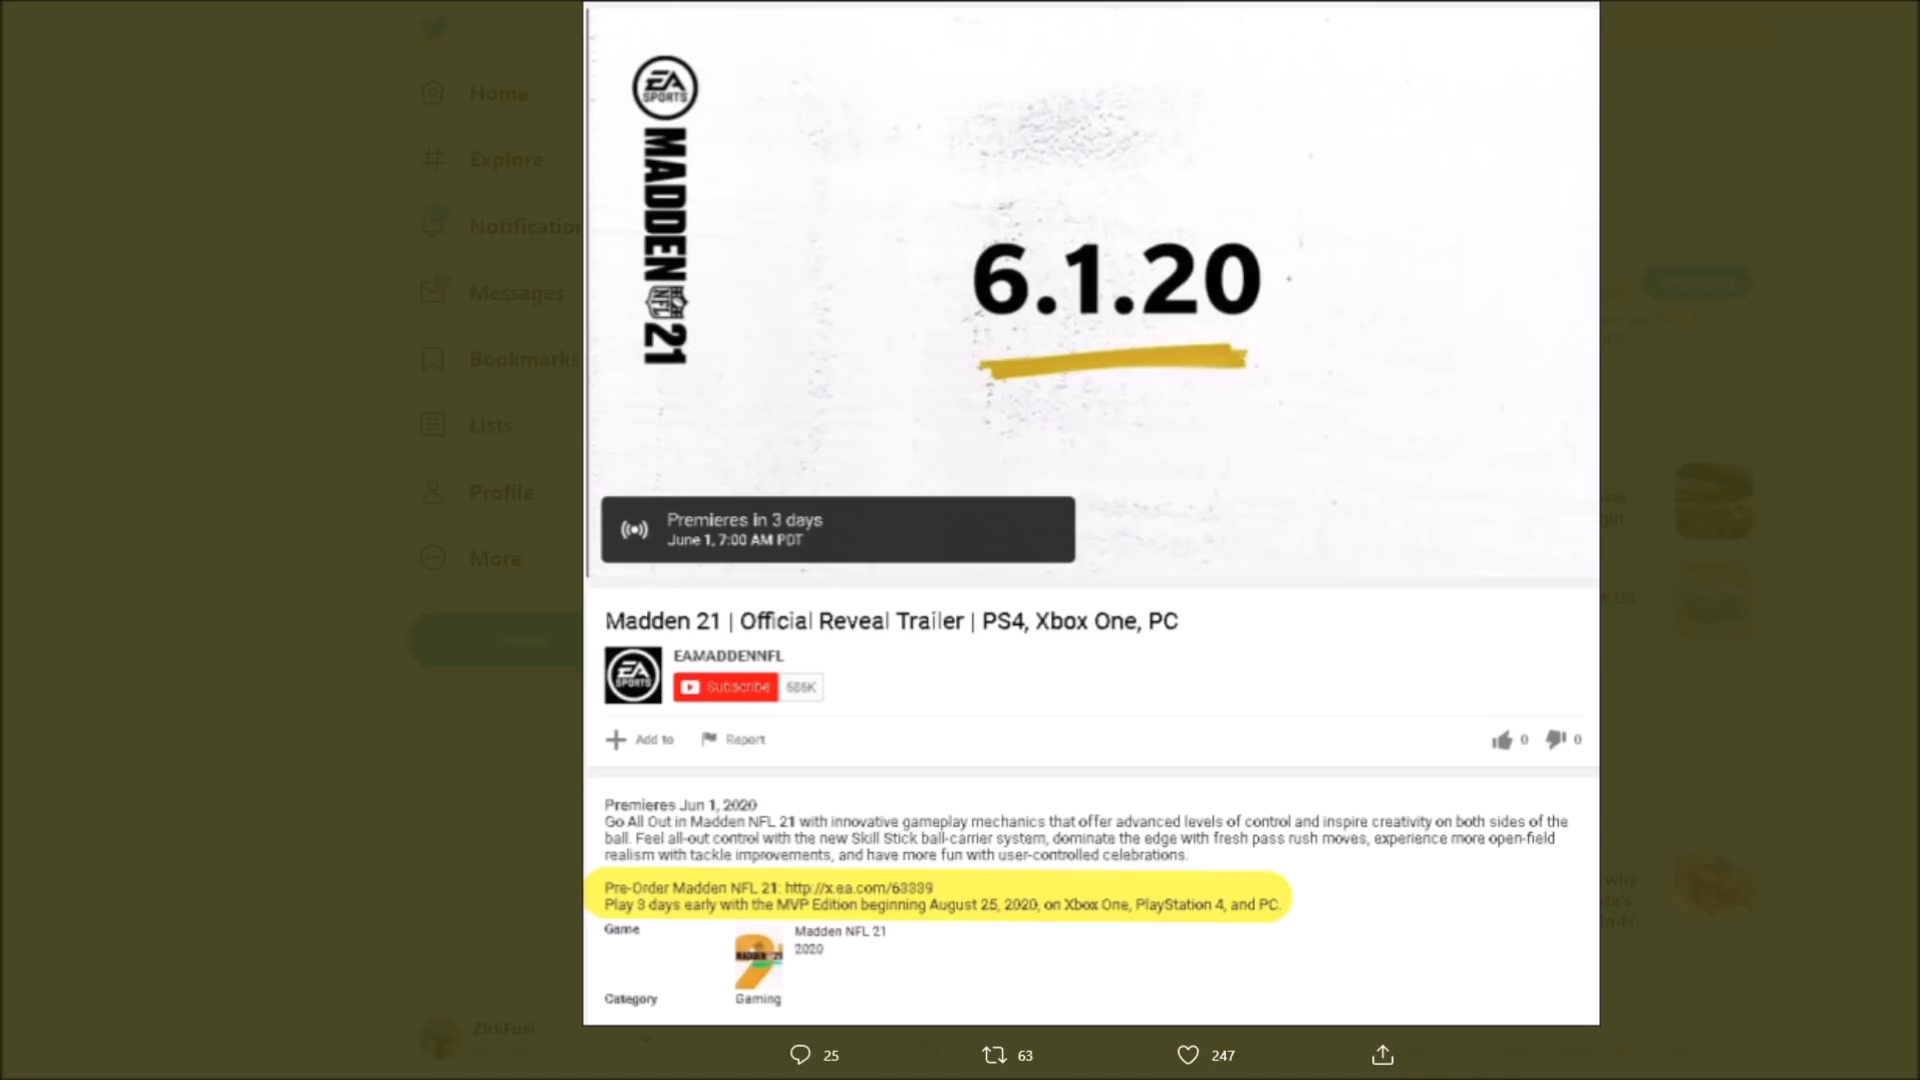 Home
Explore
Notification
Messages
Bookmarks
Lists
Profile
More
ZirkFuel
EA
SPORTS
MADDEN NFL 21
6.1.20
Premieres in 3 days
June 1, 7:00 AM PDT
Madden 21 | Official Reveal Trailer | PS4, Xbox One, PC
EA
SPORTS
EAMADDENNFL
Subscribe 686K
Add to Report 0 0
Premieres Jun 1, 2020
Go All Out in Madden NFL 21 with innovative gameplay mechanics that offer advanced levels of control and inspire creativity on both sides of the
ball. Feel all-out control with the new Skill Stick ball-carrier system, dominate the edge with fresh pass rush moves, experience more open-field
realism with tackle improvements, and have more fun with user-controlled celebrations.
Pre-Order Madden NFL 21: http://x.ea.com/63339
Play 3 days early with the MVP Edition beginning August 25, 2020, on Xbox One, PlayStation 4, and PC.
Game
MADDEN 21
Madden NFL 21
2020
Category Gaming
25 63 247